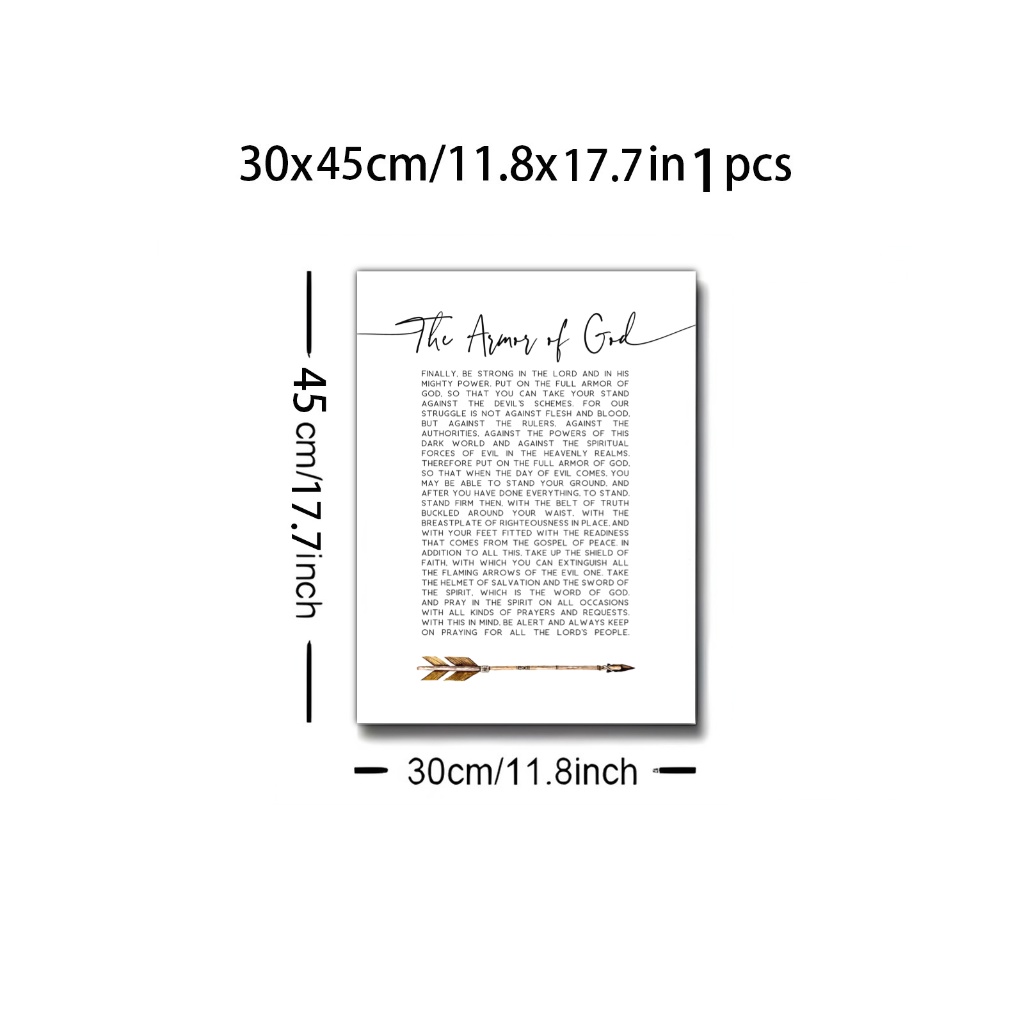 30x45cm/11.8x17.7in 1 pcs
The Armor of God
FINALLY, BE STRONG IN THE LORD AND IN HIS
MIGHTY POWER. PUT ON THE FULL ARMOR OF
GOD, SO THAT YOU CAN TAKE YOUR STAND
AGAINST THE DEVIL'S SCHEMES. FOR OUR
STRUGGLE IS NOT AGAINST FLESH AND BLOOD,
BUT AGAINST THE RULERS, AGAINST THE
AUTHORITIES, AGAINST THE POWERS OF THIS
DARK WORLD AND AGAINST THE SPIRITUAL
FORCES OF EVIL IN THE HEAVENLY REALMS.
THEREFORE PUT ON THE FULL ARMOR OF GOD,
SO THAT WHEN THE DAY OF EVIL COMES, YOU
MAY BE ABLE TO STAND YOUR GROUND, AND
AFTER YOU HAVE DONE EVERYTHING, TO STAND.
STAND FIRM THEN, WITH THE BELT OF TRUTH
BUCKLED AROUND YOUR WAIST, WITH THE
BREASTPLATE OF RIGHTEOUSNESS IN PLACE, AND
WITH YOUR FEET FITTED WITH THE READINESS
THAT COMES FROM THE GOSPEL OF PEACE. IN
ADDITION TO ALL THIS, TAKE UP THE SHIELD OF
FAITH, WITH WHICH YOU CAN EXTINGUISH ALL
THE FLAMING ARROWS OF THE EVIL ONE. TAKE
THE HELMET OF SALVATION AND THE SWORD OF
THE SPIRIT, WHICH IS THE WORD OF GOD.
AND PRAY IN THE SPIRIT ON ALL OCCASIONS
WITH ALL KINDS OF PRAYERS AND REQUESTS.
WITH THIS IN MIND, BE ALERT AND ALWAYS KEEP
ON PRAYING FOR ALL THE LORD'S PEOPLE.
45cm/17.7inch
30cm/11.8inch